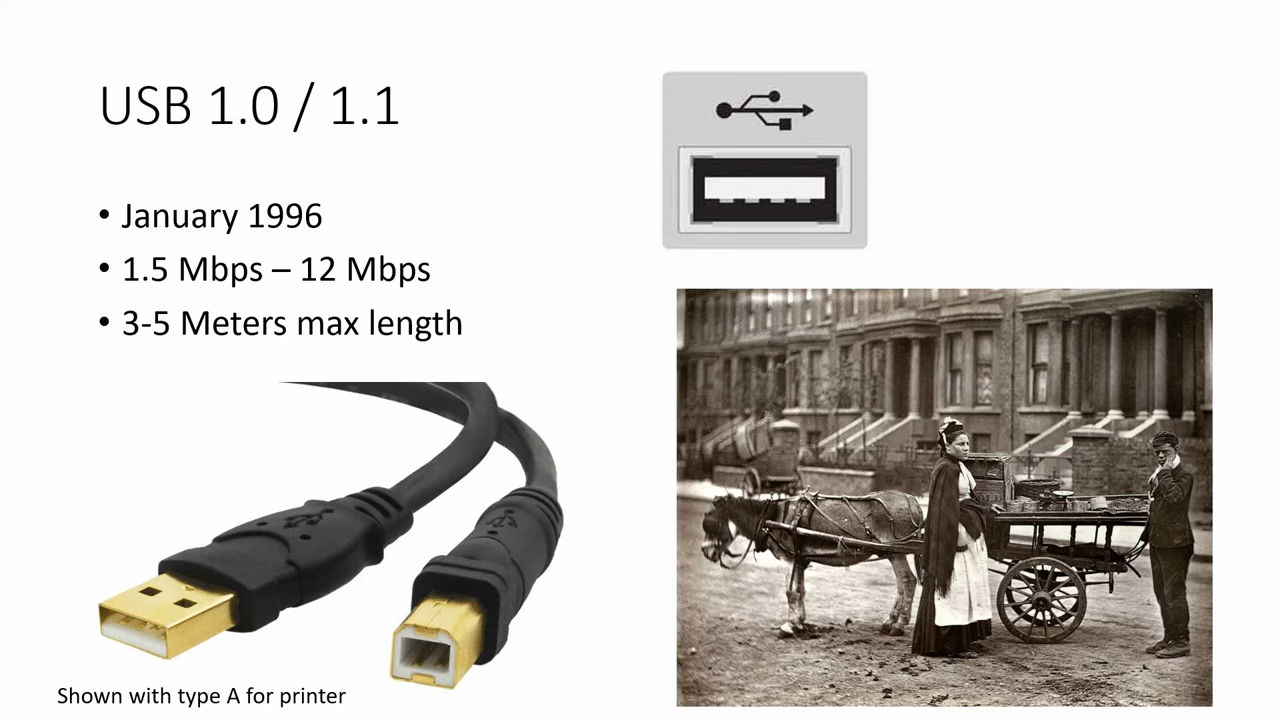 USB 1.0 / 1.1
• January 1996
• 1.5 Mbps – 12 Mbps
• 3-5 Meters max length
Shown with type A for printer